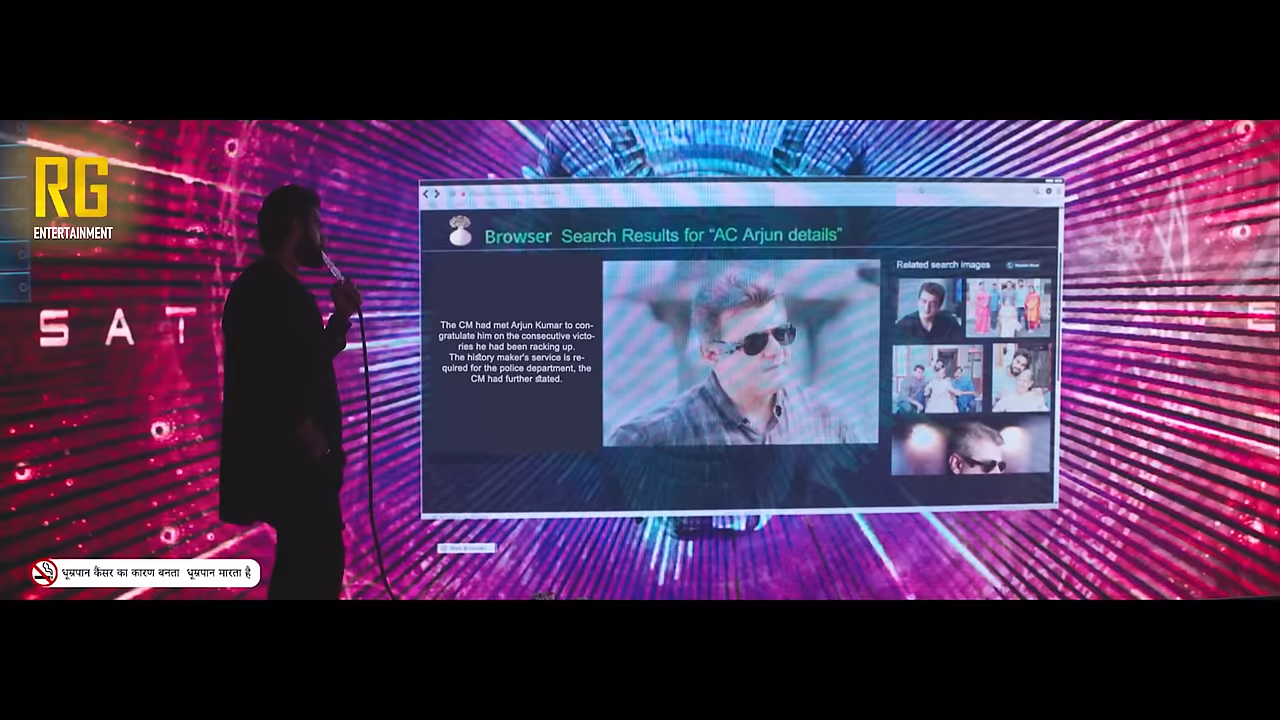 RG
ENTERTAINMENT
SAT
E
Browser Search Results for “AC Arjun details”
Related search images
The CM had met Arjun Kumar to con-
gratulate him on the consecutive victo-
ries he had been racking up.
The history maker's service is re-
quired for the police department, the
CM had further stated.
धूम्रपान कैंसर का कारण बनता धूम्रपान मारता है